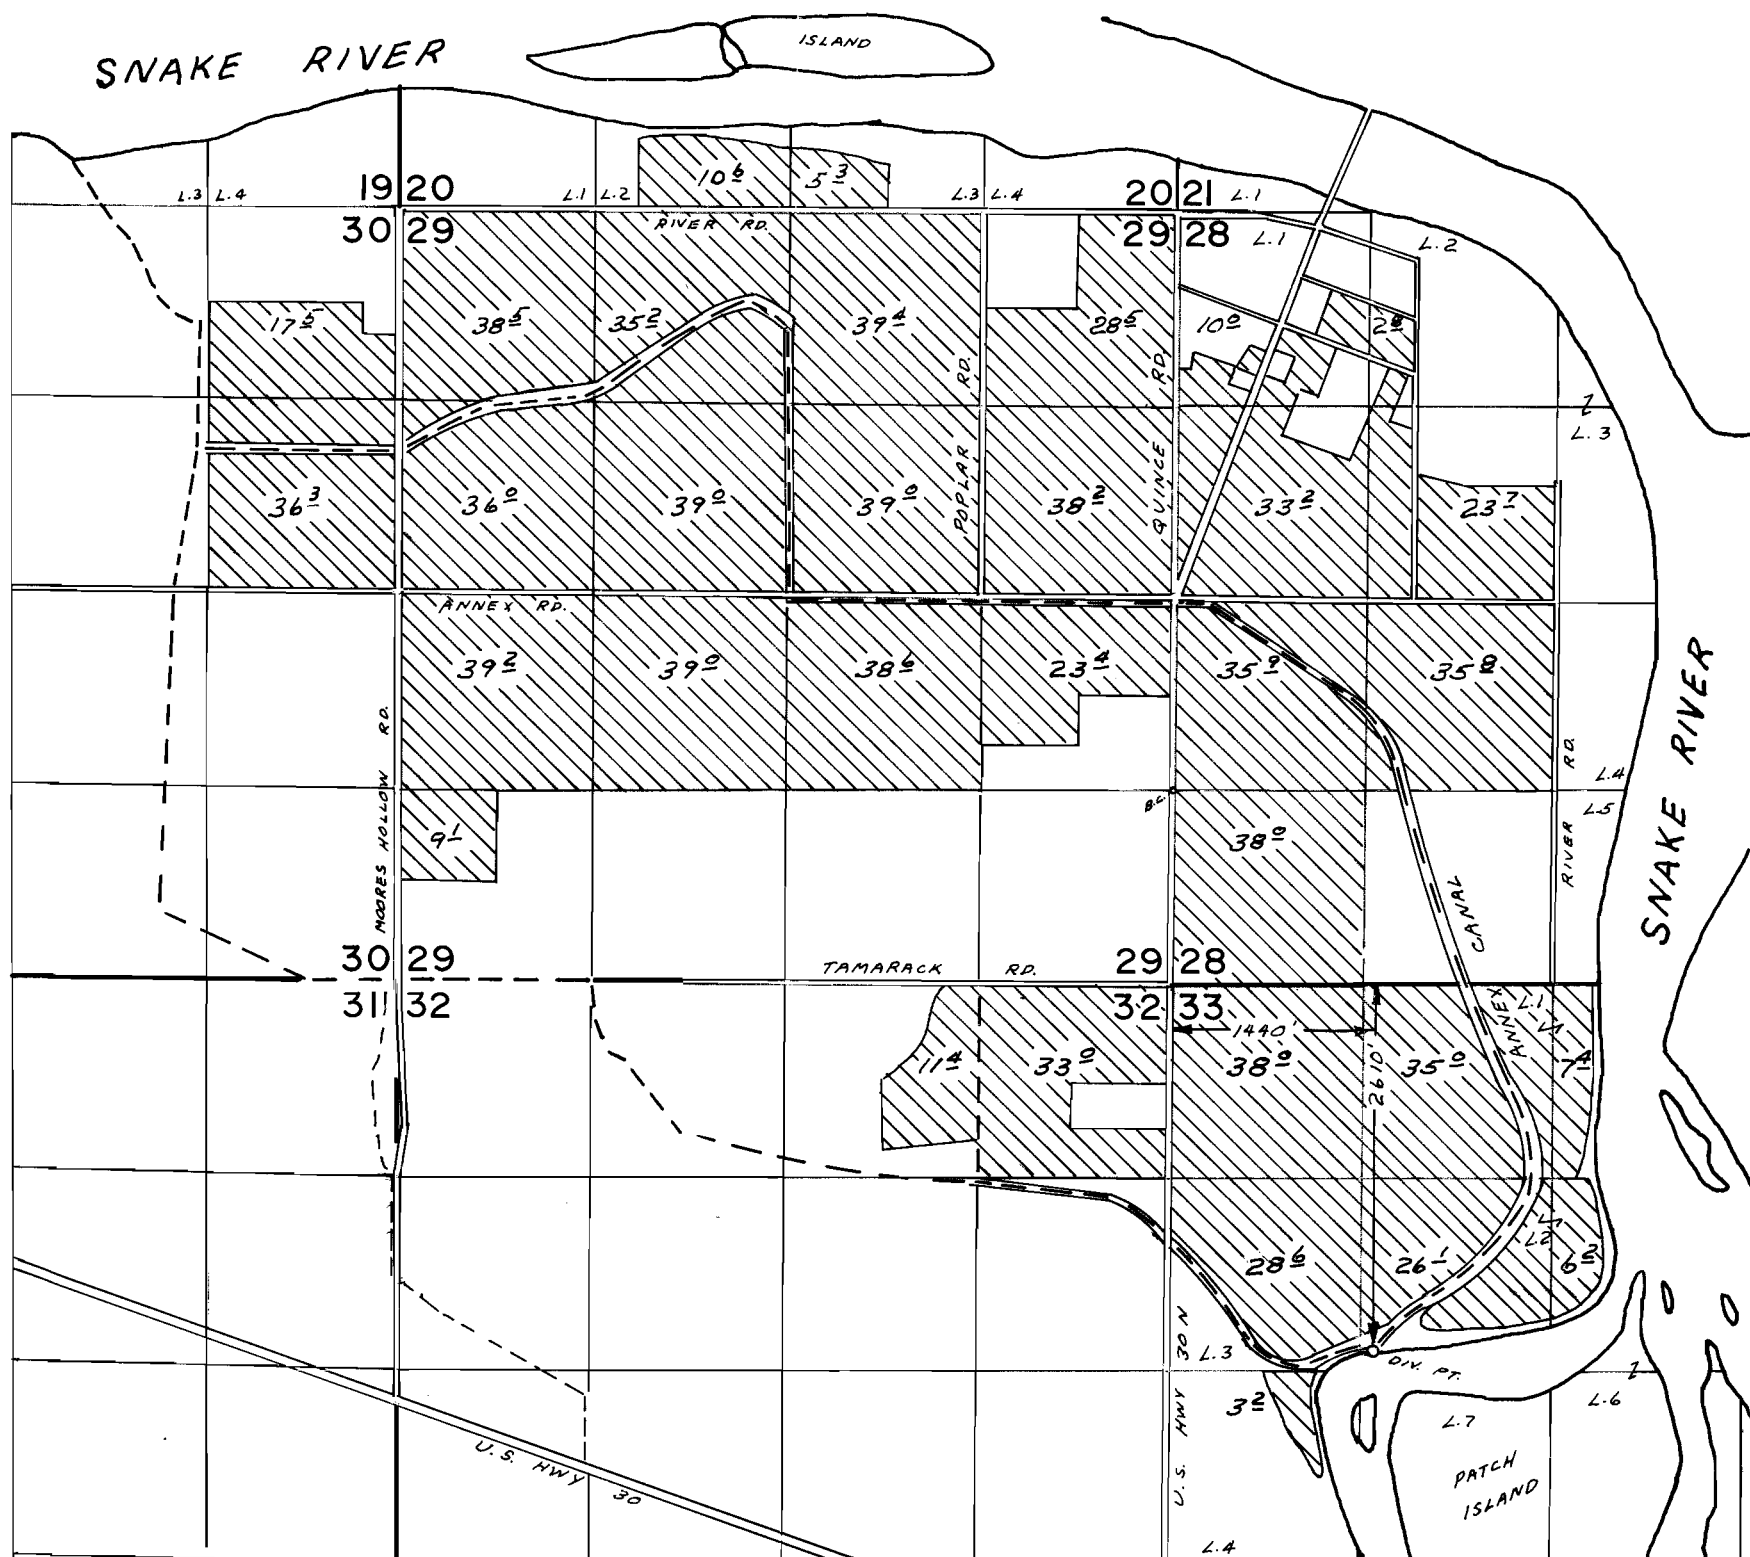 SNAKE RIVER
ISLAND
L.3 L.4
19 20
L.1 L.2
10 6
5 3
L.3 L.4
20 21
L.1
30 29
RIVER RD.
29 28
L.1
L.2
17 5
38 5
35 2
39 4
28 5
10 0
POPLAR RD.
QUINCE RD.
L.3
36 3
36 0
39 0
39 0
38 2
33 2
23 7
ANNEX RD.
39 2
39 0
38 6
23 4
35 9
35 8
SNAKE RIVER
MOORES HOLLOW RD.
RIVER RD.
L.4
B.C.
L.5
9 1
38 0
ANNEX CANAL
30 29
TAMARACK RD.
29 28
31 32
32 33
L.1
1440'
2610'
11 4
33 0
38 0
35 0
7 4
L.2
28 6
26 1
6 2
U.S. HWY 30 N
L.3
DIV. PT.
3 2
L.7
L.6
U.S. HWY 30
PATCH
ISLAND
L.4